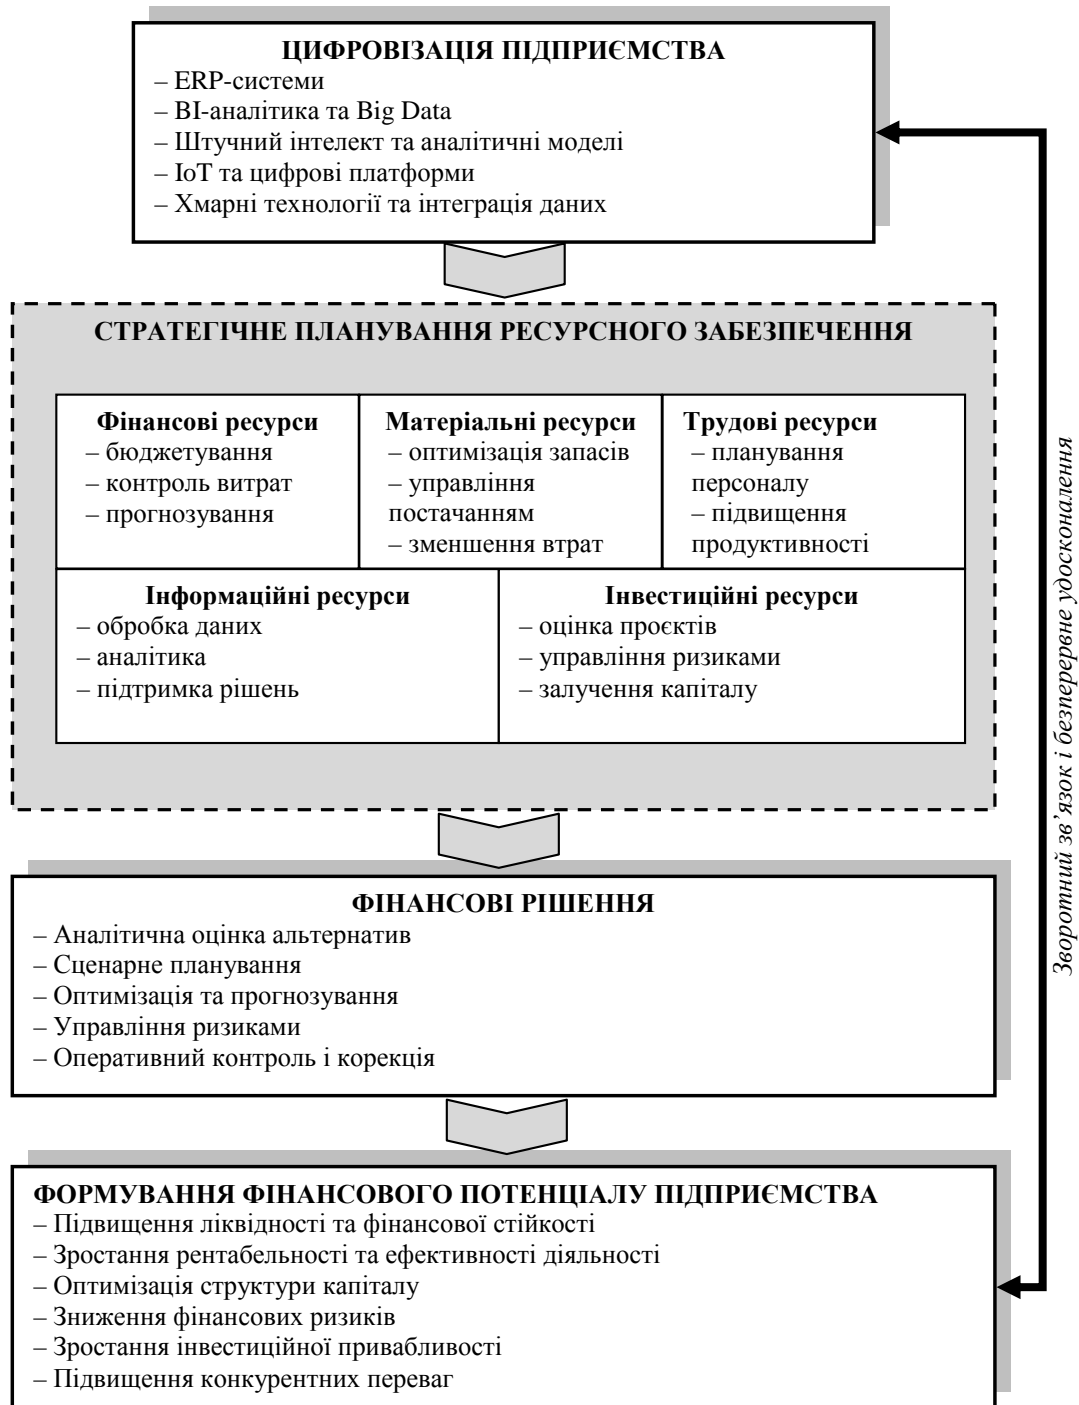 ЦИФРОВІЗАЦІЯ ПІДПРИЄМСТВА
– ERP-системи
– BI-аналітика та Big Data
– Штучний інтелект та аналітичні моделі
– IoT та цифрові платформи
– Хмарні технології та інтеграція даних
СТРАТЕГІЧНЕ ПЛАНУВАННЯ РЕСУРСНОГО ЗАБЕЗПЕЧЕННЯ
Фінансові ресурси
– бюджетування
– контроль витрат
– прогнозування
Матеріальні ресурси
– оптимізація запасів
– управління
постачанням
– зменшення втрат
Трудові ресурси
– планування
персоналу
– підвищення
продуктивності
Інформаційні ресурси
– обробка даних
– аналітика
– підтримка рішень
Інвестиційні ресурси
– оцінка проєктів
– управління ризиками
– залучення капіталу
ФІНАНСОВІ РІШЕННЯ
– Аналітична оцінка альтернатив
– Сценарне планування
– Оптимізація та прогнозування
– Управління ризиками
– Оперативний контроль і корекція
ФОРМУВАННЯ ФІНАНСОВОГО ПОТЕНЦІАЛУ ПІДПРИЄМСТВА
– Підвищення ліквідності та фінансової стійкості
– Зростання рентабельності та ефективності діяльності
– Оптимізація структури капіталу
– Зниження фінансових ризиків
– Зростання інвестиційної привабливості
– Підвищення конкурентних переваг
Зворотний зв’язок і безперервне удосконалення